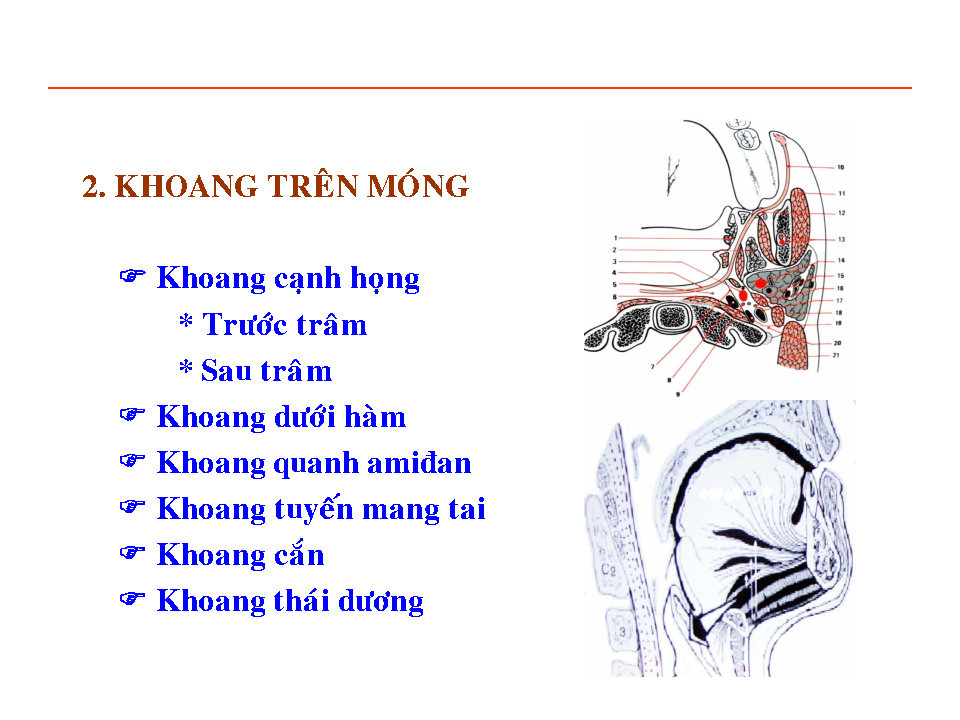 2. KHOANG TRÊN MÓNG
☞ Khoang cạnh họng
* Trước trâm
* Sau trâm
☞ Khoang dưới hàm
☞ Khoang quanh amiđan
☞ Khoang tuyến mang tai
☞ Khoang cắn
☞ Khoang thái dương
10
11
12
1
13
2
3
14
4
15
5
16
6
17
18
19
20
21
7
8
9
C2
3